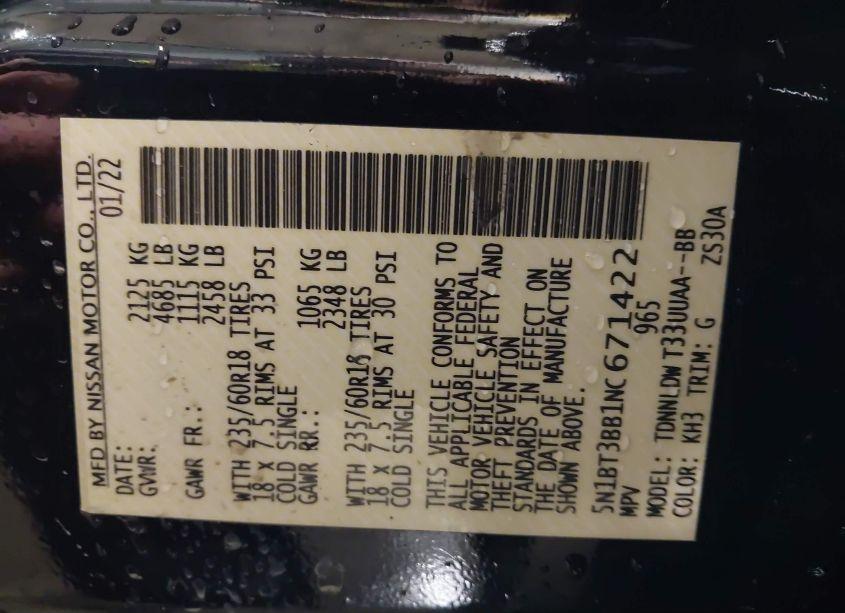 MFD BY NISSAN MOTOR CO., LTD.
DATE: 01/22
GVWR: 2125 KG
4685 LB
GAWR FR.: 1115 KG
2458 LB
WITH 235/60R18 TIRES
18 X 7.5 RIMS AT 33 PSI
COLD SINGLE
GAWR RR.: 1065 KG
2348 LB
WITH 235/60R18 TIRES
18 X 7.5 RIMS AT 30 PSI
COLD SINGLE
THIS VEHICLE CONFORMS TO
ALL APPLICABLE FEDERAL
MOTOR VEHICLE SAFETY AND
THEFT PREVENTION
STANDARDS IN EFFECT ON
THE DATE OF MANUFACTURE
SHOWN ABOVE.
5N1BT3BB1NC671422
MPV 965
MODEL: TDNNLDW T33UUAA--BB
COLOR: KH3 TRIM: G ZS30A